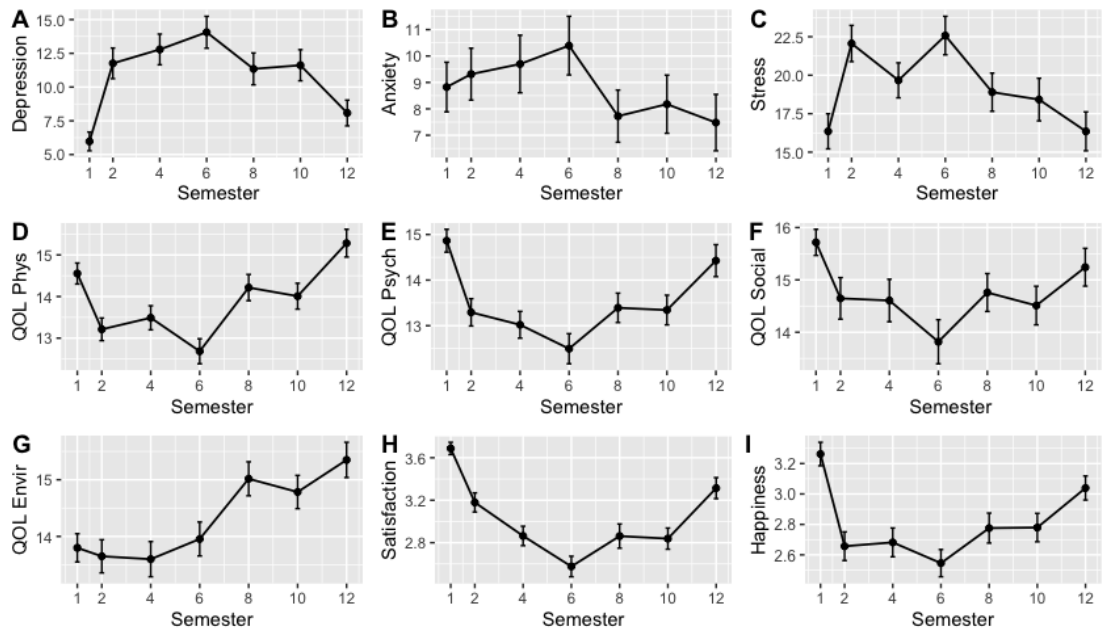 A
Depression
15.0
12.5
10.0
7.5
5.0
1 2 4 6 8 10 12
Semester
B
Anxiety
11
10
9
8
7
1 2 4 6 8 10 12
Semester
C
Stress
22.5
20.0
17.5
15.0
1 2 4 6 8 10 12
Semester
D
QOL Phys
15
14
13
1 2 4 6 8 10 12
Semester
E
QOL Psych
15
14
13
1 2 4 6 8 10 12
Semester
F
QOL Social
16
15
14
1 2 4 6 8 10 12
Semester
G
QOL Envir
15
14
1 2 4 6 8 10 12
Semester
H
Satisfaction
3.6
3.2
2.8
1 2 4 6 8 10 12
Semester
I
Happiness
3.2
3.0
2.8
2.6
1 2 4 6 8 10 12
Semester